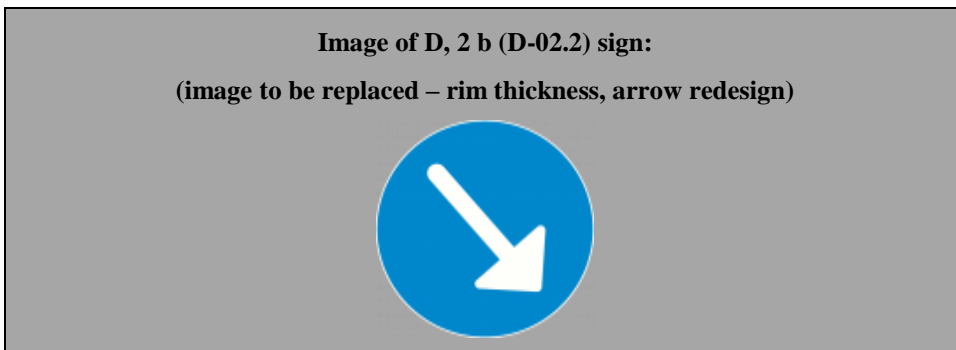 Image of D, 2 b (D-02.2) sign:
(image to be replaced – rim thickness, arrow redesign)